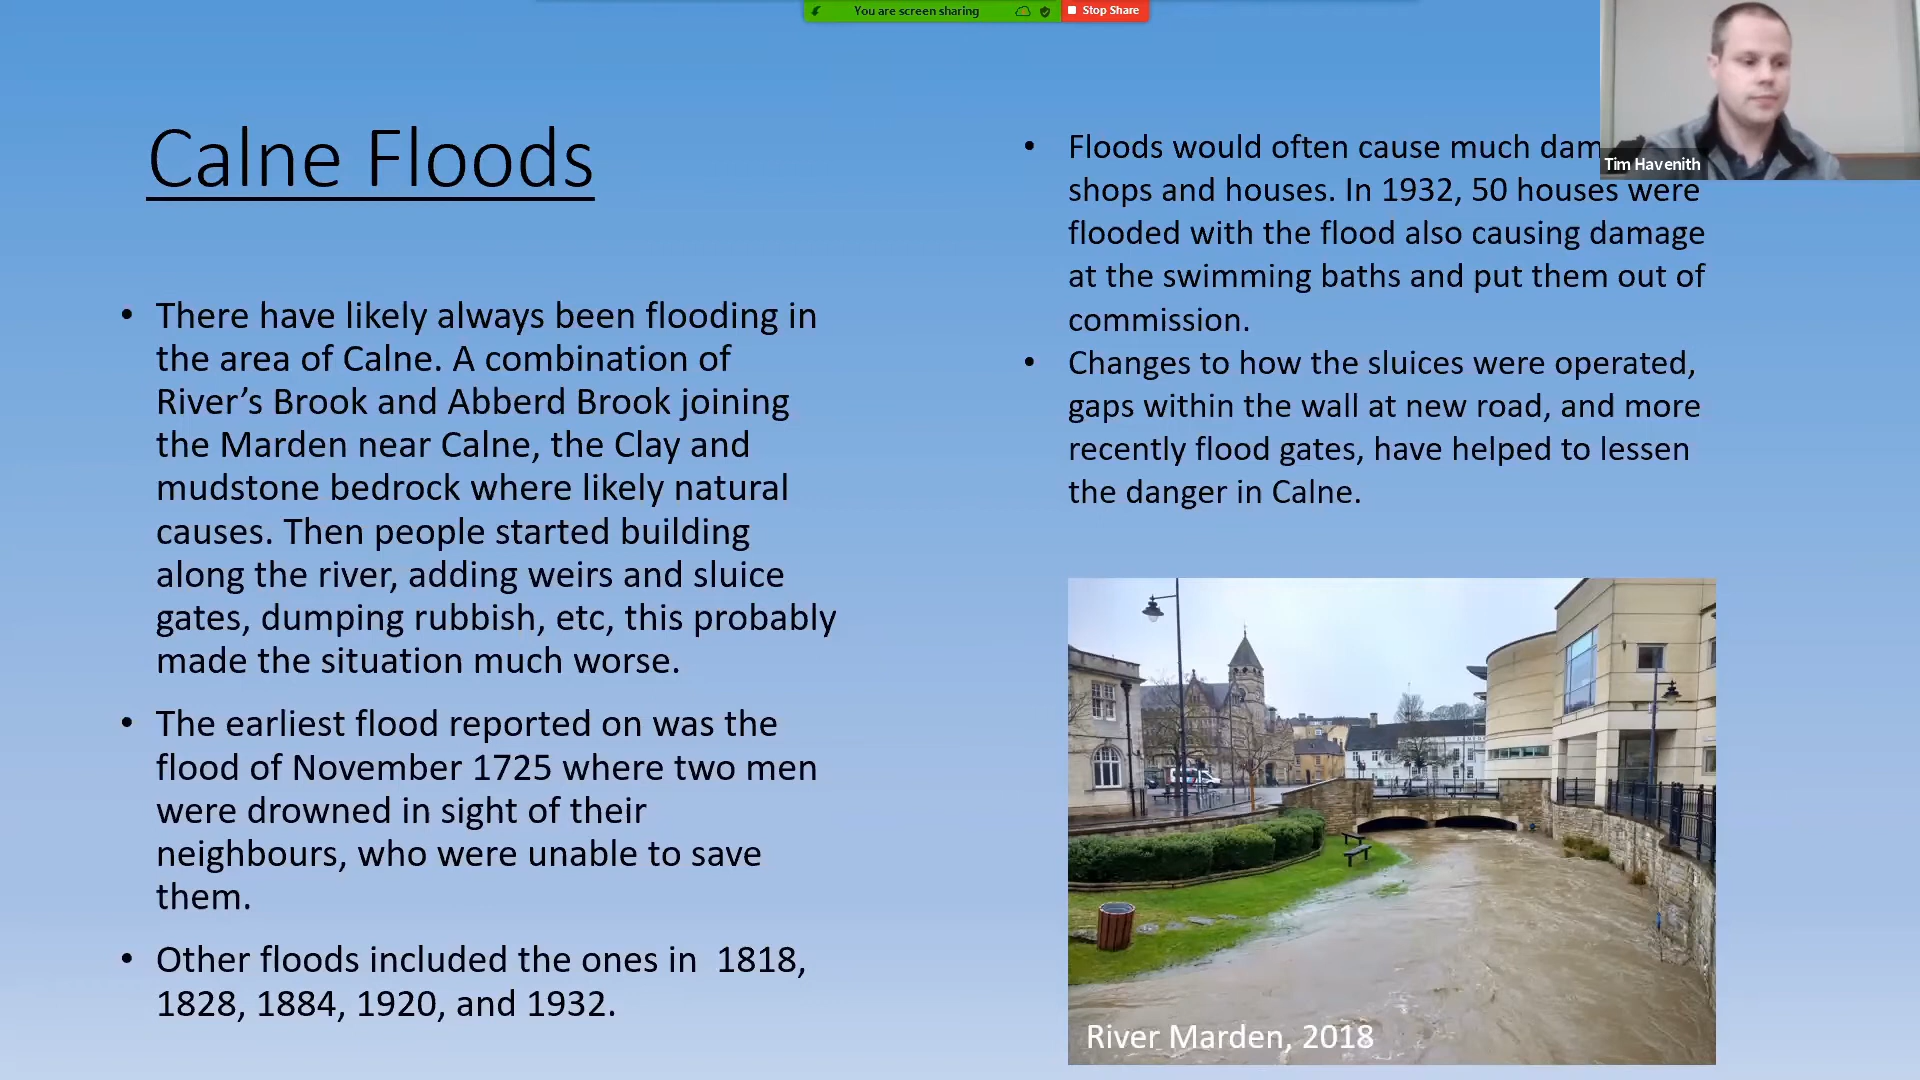 You are screen sharing
Stop Share
Tim Havenith
Calne Floods
• There have likely always been flooding in
the area of Calne. A combination of
River’s Brook and Abberd Brook joining
the Marden near Calne, the Clay and
mudstone bedrock where likely natural
causes. Then people started building
along the river, adding weirs and sluice
gates, dumping rubbish, etc, this probably
made the situation much worse.
• The earliest flood reported on was the
flood of November 1725 where two men
were drowned in sight of their
neighbours, who were unable to save
them.
• Other floods included the ones in  1818,
1828, 1884, 1920, and 1932.
• Floods would often cause much dam
shops and houses. In 1932, 50 houses were
flooded with the flood also causing damage
at the swimming baths and put them out of
commission.
• Changes to how the sluices were operated,
gaps within the wall at new road, and more
recently flood gates, have helped to lessen
the danger in Calne.
River Marden, 2018